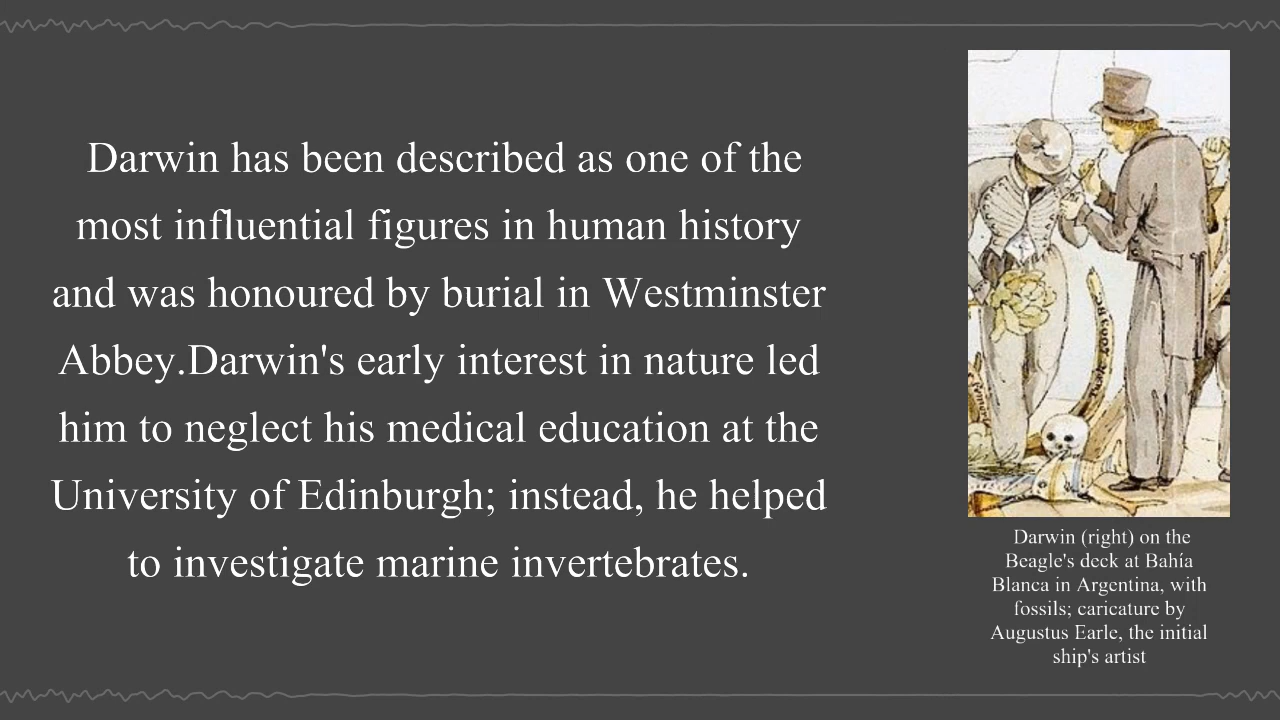 Darwin has been described as one of the
most influential figures in human history
and was honoured by burial in Westminster
Abbey.Darwin's early interest in nature led
him to neglect his medical education at the
University of Edinburgh; instead, he helped
to investigate marine invertebrates.
Darwin (right) on the
Beagle's deck at Bahía
Blanca in Argentina, with
fossils; caricature by
Augustus Earle, the initial
ship's artist